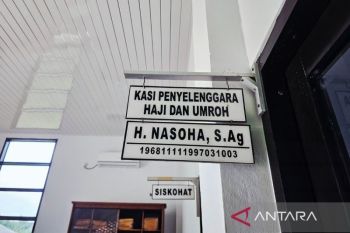 KASI PENYELENGGARA
HAJI DAN UMROH
H. NASOHA, S.Ag
196811111997031003
SISKOHAT
ANTARA